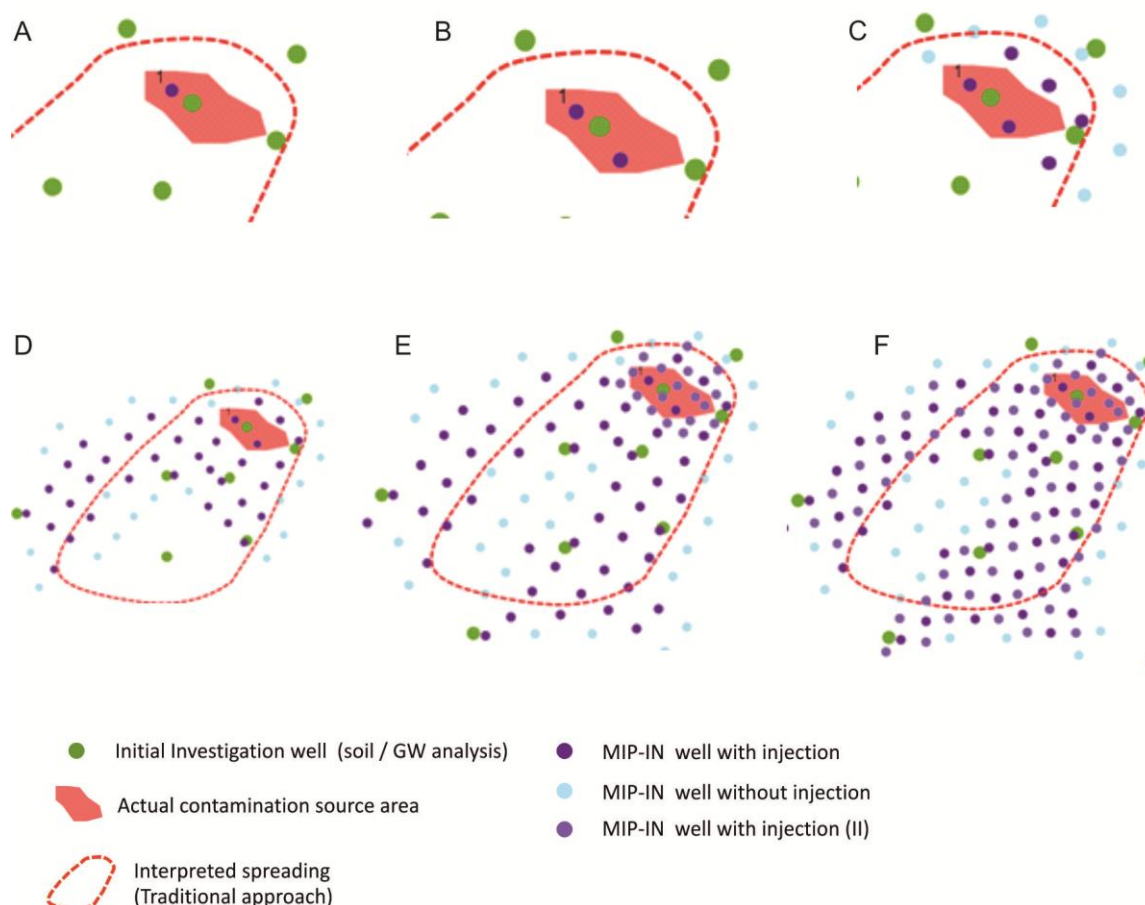 A
B
C
1
1
1
D
E
F
1
1
1
Initial Investigation well (soil / GW analysis)
MIP-IN well with injection
Actual contamination source area
MIP-IN well without injection
MIP-IN well with injection (II)
Interpreted spreading
(Traditional approach)